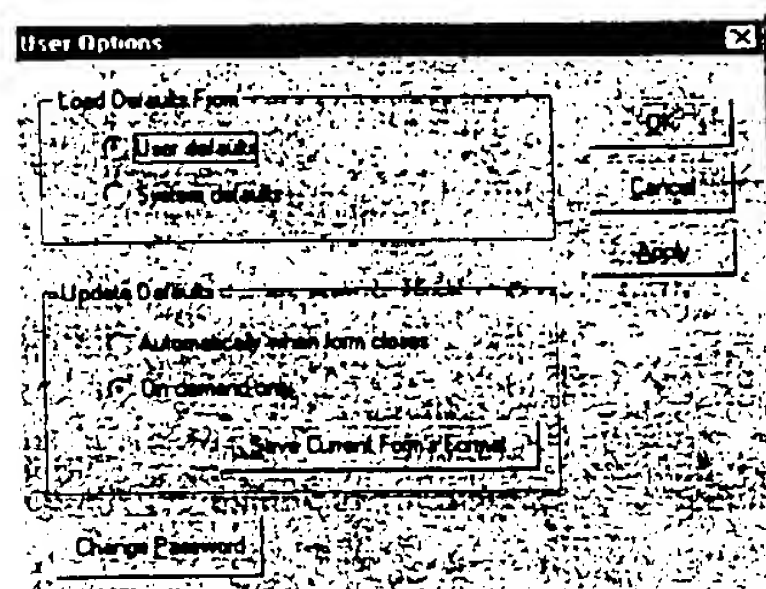 User Options
Load Defaults From
User defaults
System defaults
OK
Cancel
Apply
Update Defaults
Automatically when form closes
On demand only
Save Current Form's Format
Change Password